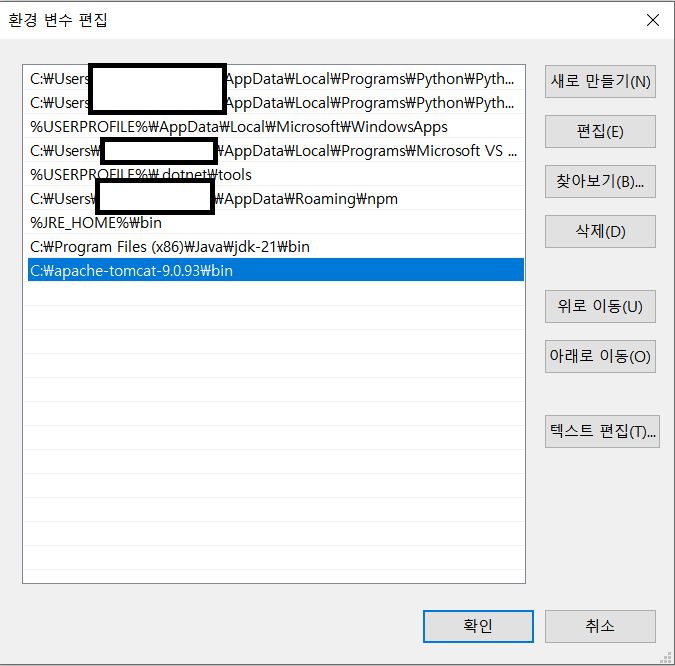 환경 변수 편집
C:₩Users AppData₩Local₩Programs₩Python₩Pyth...
C:₩Users AppData₩Local₩Programs₩Python₩Pyth...
%USERPROFILE%₩AppData₩Local₩Microsoft₩WindowsApps
C:₩Users₩ ₩AppData₩Local₩Programs₩Microsoft VS ...
%USERPROFILE%₩.dotnet₩tools
C:₩Users ₩AppData₩Roaming₩npm
%JRE_HOME%₩bin
C:₩Program Files (x86)₩Java₩jdk-21₩bin
C:₩apache-tomcat-9.0.93₩bin
새로 만들기(N)
편집(E)
찾아보기(B)...
삭제(D)
위로 이동(U)
아래로 이동(O)
텍스트 편집(T)...
확인
취소